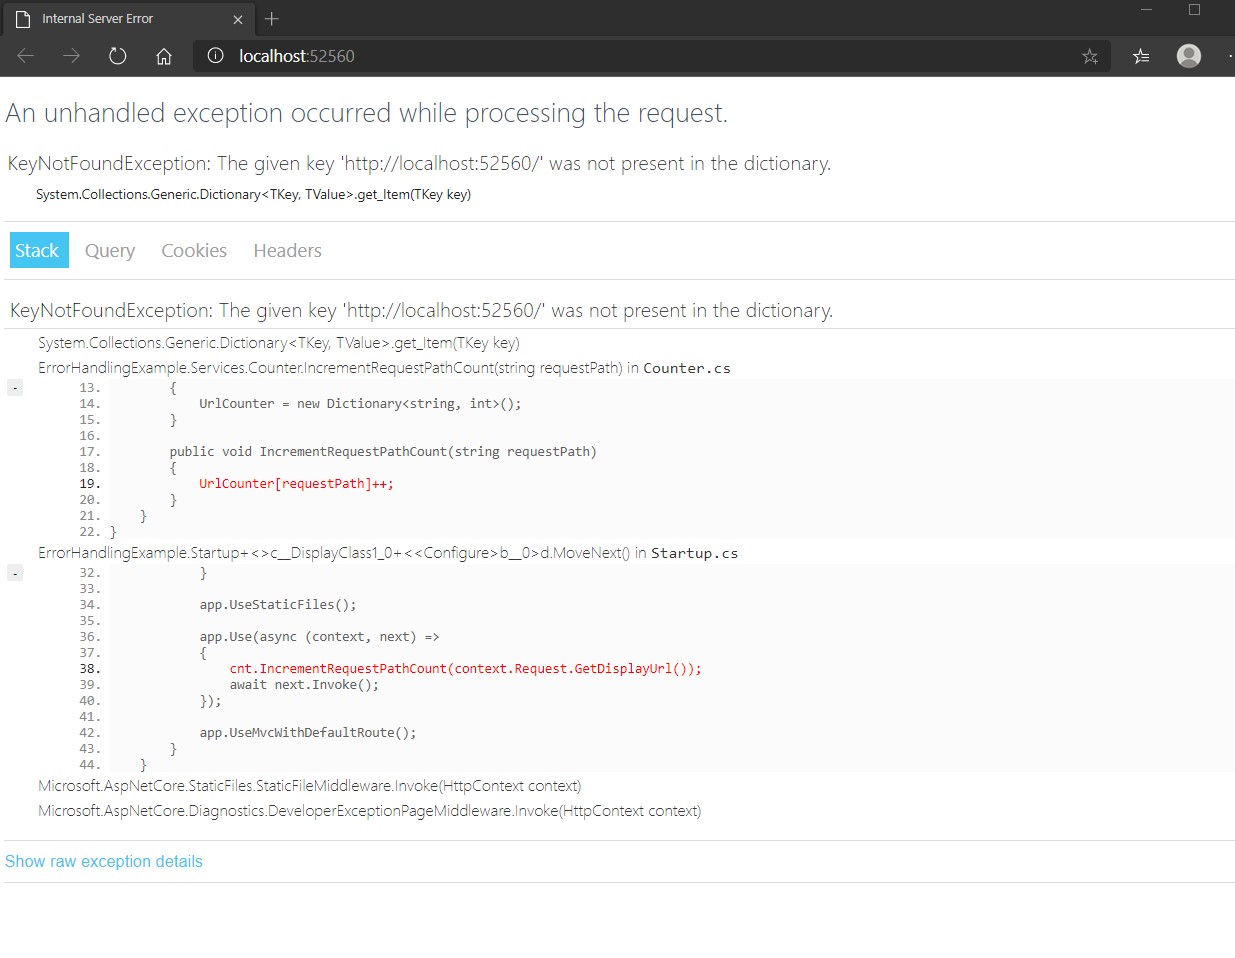 Internal Server Error
localhost:52560
An unhandled exception occurred while processing the request.
KeyNotFoundException: The given key 'http://localhost:52560/' was not present in the dictionary.
System.Collections.Generic.Dictionary<TKey, TValue>.get_Item(TKey key)
Stack Query Cookies Headers
KeyNotFoundException: The given key 'http://localhost:52560/' was not present in the dictionary.
System.Collections.Generic.Dictionary<TKey, TValue>.get_Item(TKey key)
ErrorHandlingExample.Services.Counter.IncrementRequestPathCount(string requestPath) in Counter.cs
- 13. {
14. UrlCounter = new Dictionary<string, int>();
15. }
16.
17. public void IncrementRequestPathCount(string requestPath)
18. {
19. UrlCounter[requestPath]++;
20. }
21. }
22. }
ErrorHandlingExample.Startup+<>c__DisplayClass1_0+<<Configure>b__0>d.MoveNext() in Startup.cs
- 32. }
33.
34. app.UseStaticFiles();
35.
36. app.Use(async (context, next) =>
37. {
38. cnt.IncrementRequestPathCount(context.Request.GetDisplayUrl());
39. await next.Invoke();
40. });
41.
42. app.UseMvcWithDefaultRoute();
43. }
44. }
Microsoft.AspNetCore.StaticFiles.StaticFileMiddleware.Invoke(HttpContext context)
Microsoft.AspNetCore.Diagnostics.DeveloperExceptionPageMiddleware.Invoke(HttpContext context)
Show raw exception details